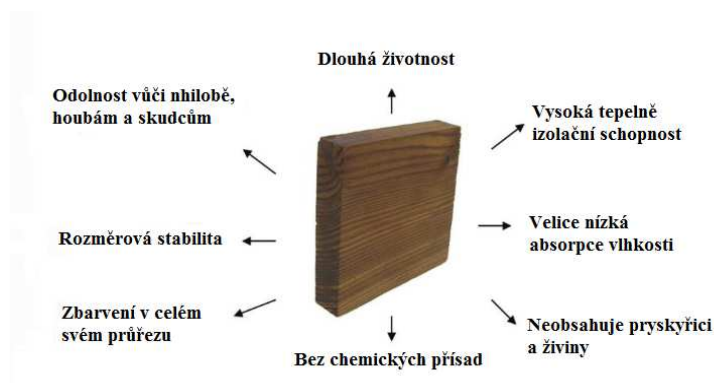 Dlouhá životnost
Odolnost vůči nhilobě,
houbám a skudcům
Vysoká tepelně
izolační schopnost
Rozměrová stabilita
Velice nízká
absorpce vlhkosti
Zbarvení v celém
svém průřezu
Neobsahuje pryskyřici
a živiny
Bez chemických přísad